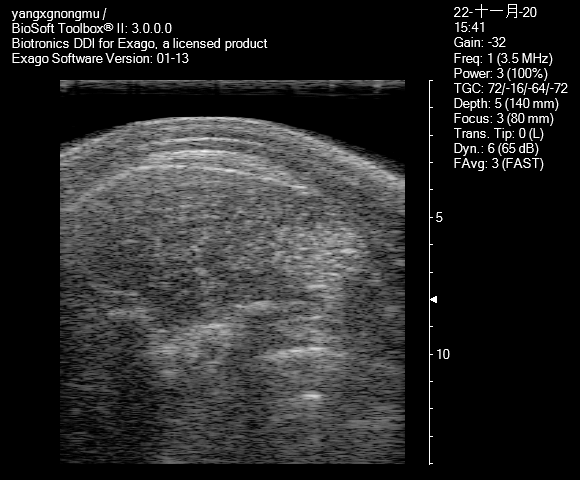 yangxgnongmu /
BioSoft Toolbox® II: 3.0.0.0
Biotronics DDI for Exago, a licensed product
Exago Software Version: 01-13
22-十一月-20
15:41
Gain: -32
Freq: 1 (3.5 MHz)
Power: 3 (100%)
TGC: 72/-16/-64/-72
Depth: 5 (140 mm)
Focus: 3 (80 mm)
Trans. Tip: 0 (L)
Dyn.: 6 (65 dB)
FAvg: 3 (FAST)
5
10